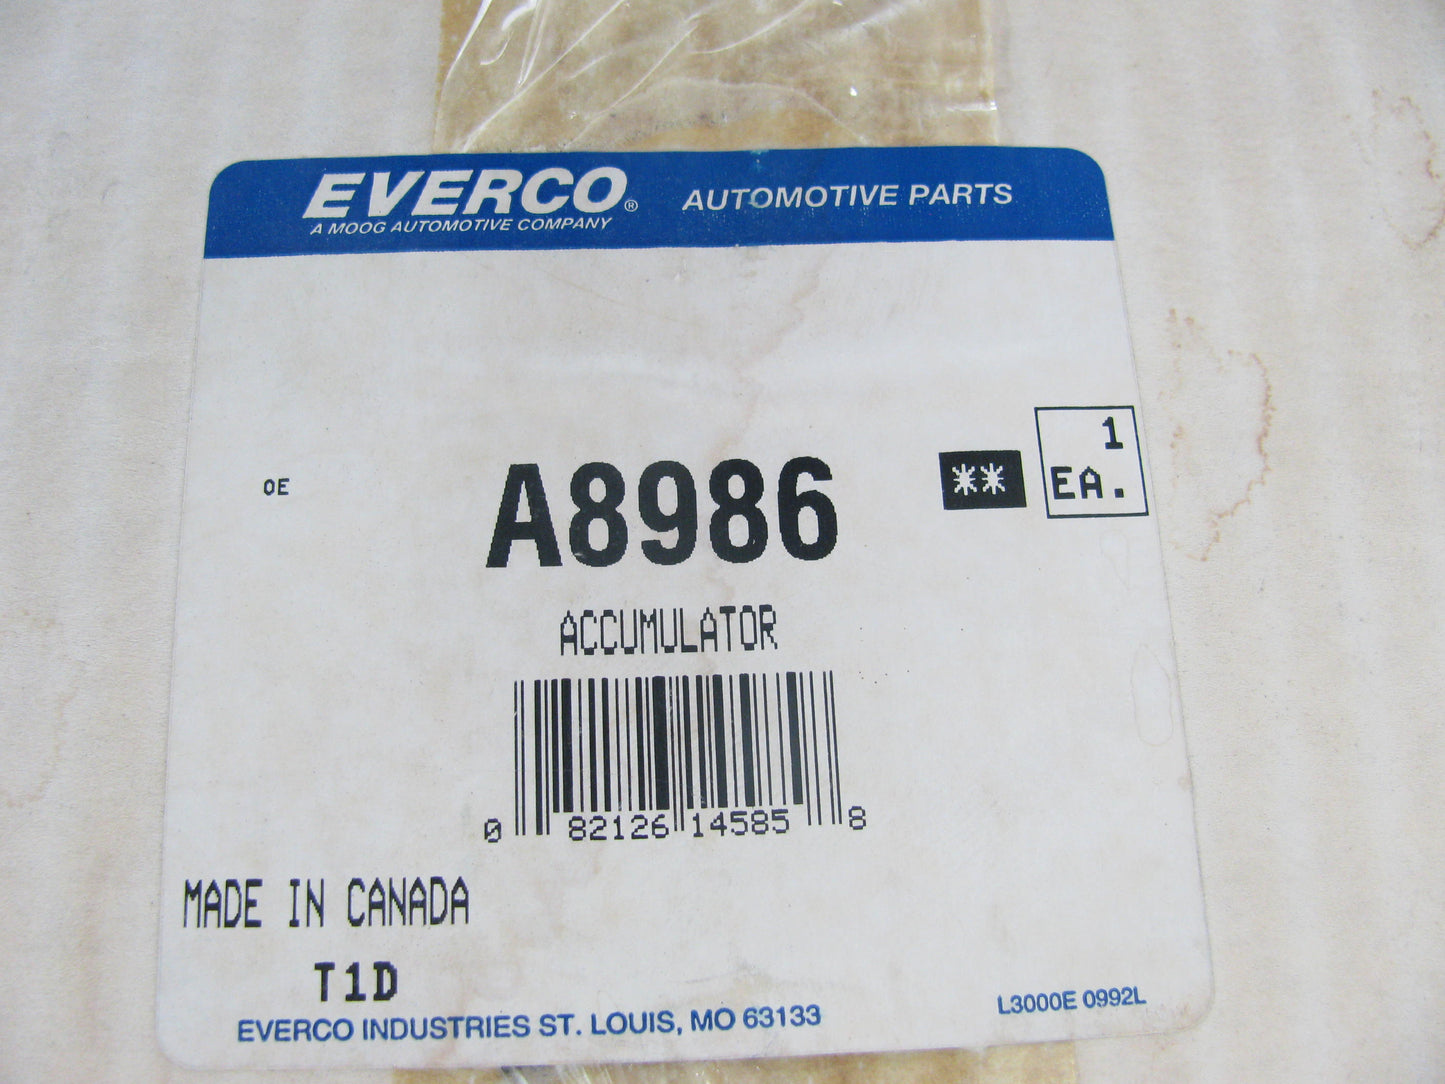 EVERCO® AUTOMOTIVE PARTS
A MOOG AUTOMOTIVE COMPANY
1
OE A8986 ** EA.
ACCUMULATOR
0 82126 14585 8
MADE IN CANADA
T1D
EVERCO INDUSTRIES ST. LOUIS, MO 63133 L3000E 0992L